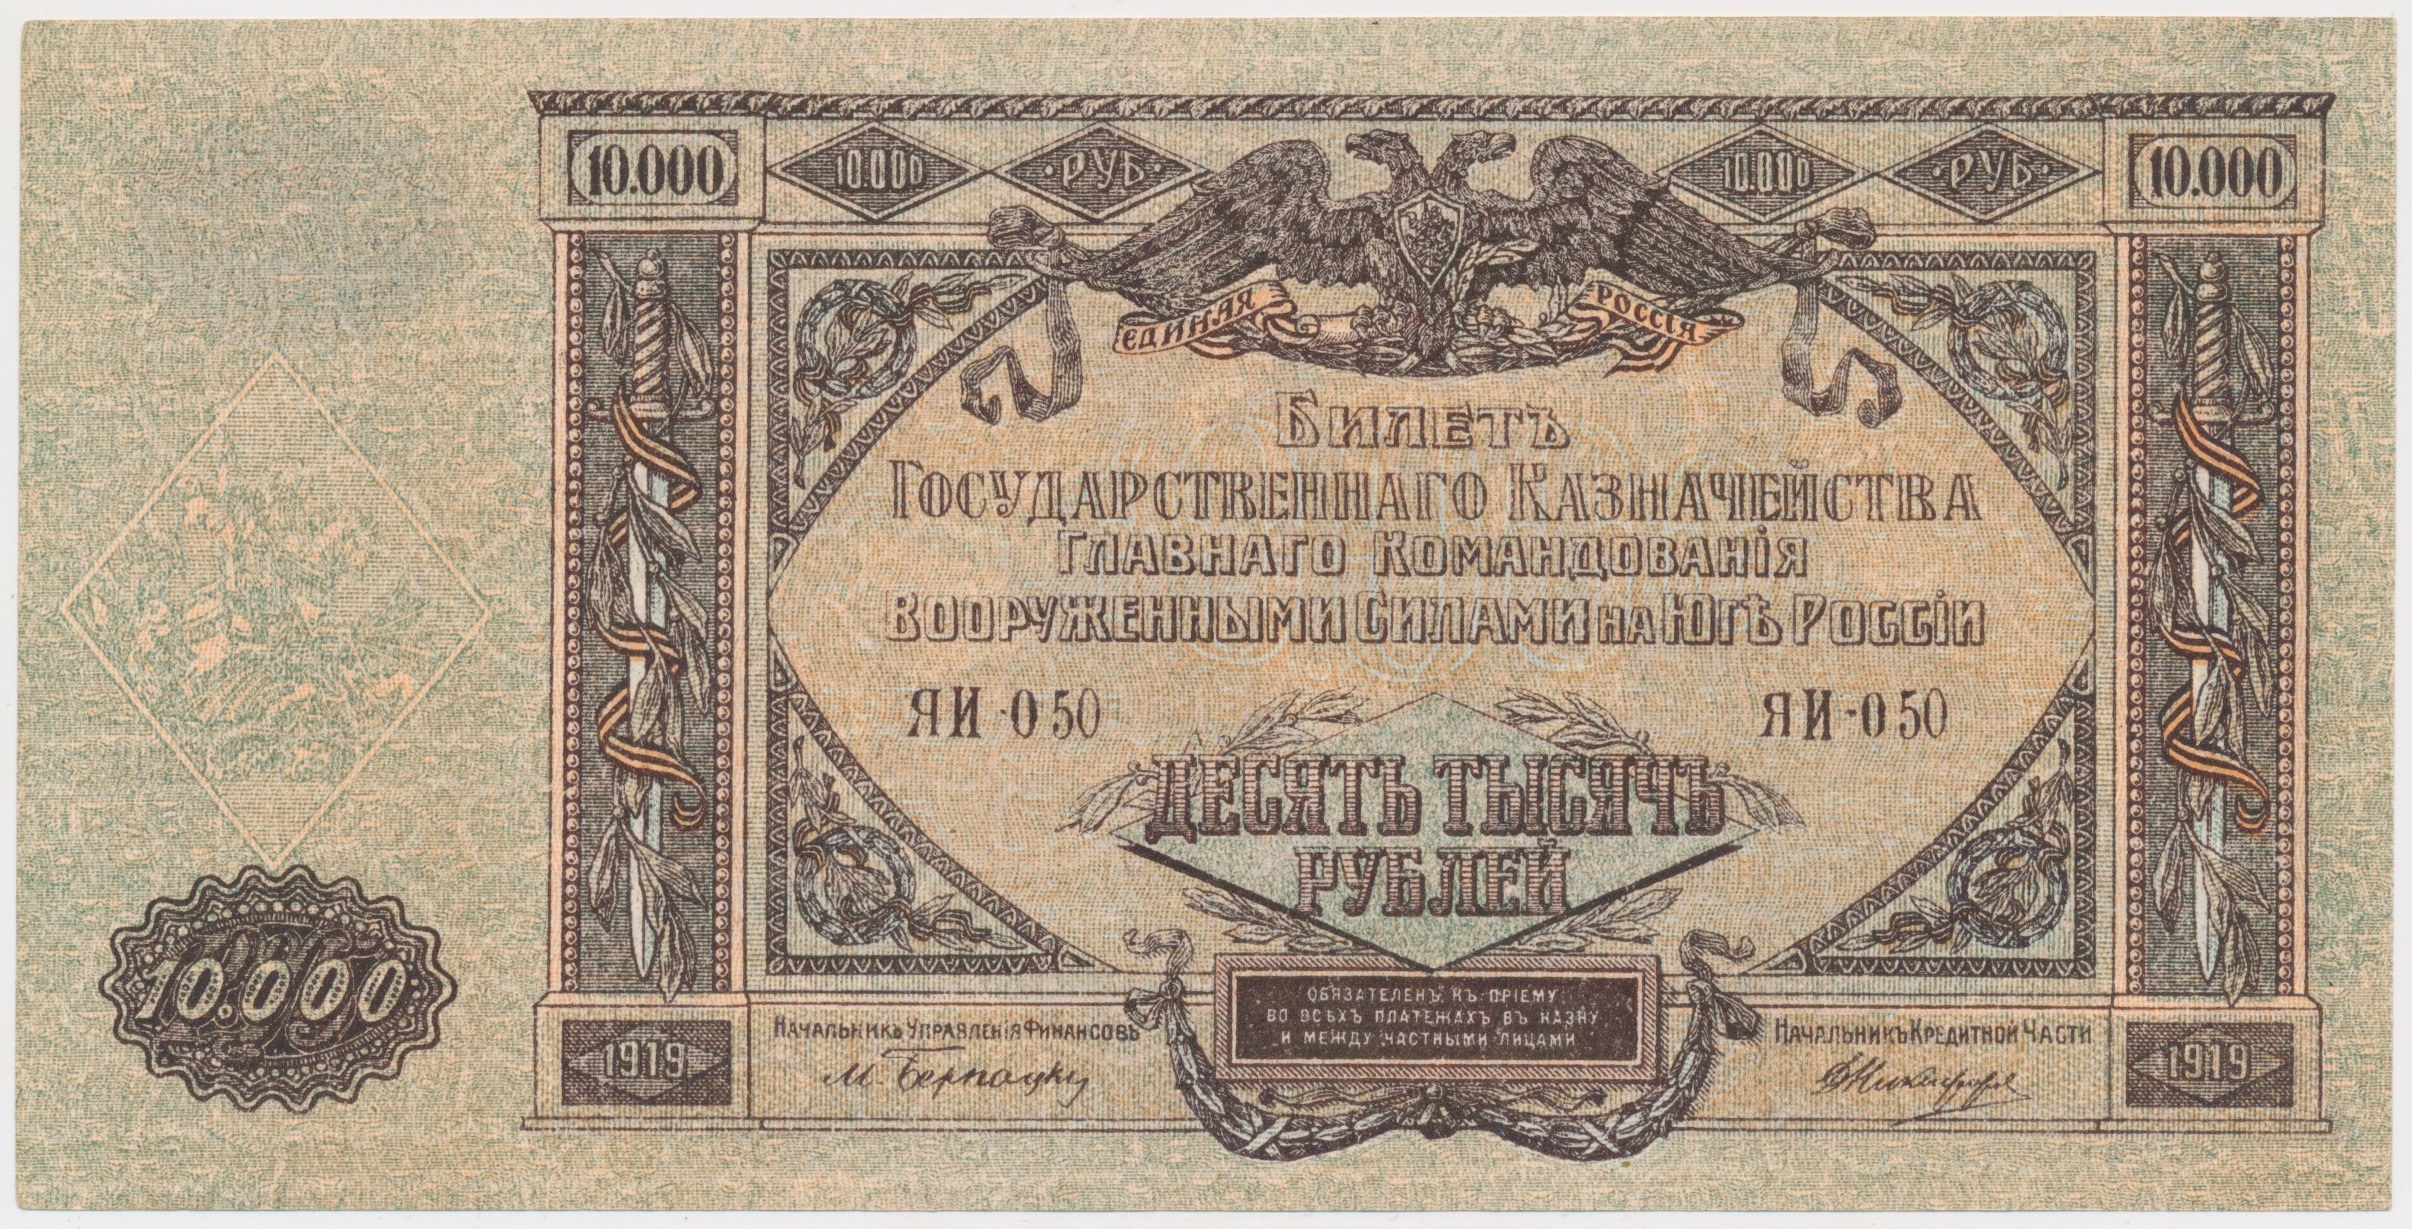 10.000 10.000 ·РУБ· 10.000 ·РУБ· 10.000
ЕДИНАЯ РОССІЯ
БИЛЕТЪ
ГОСУДАРСТВЕННАГО КАЗНАЧЕЙСТВА
ГЛАВНАГО КОМАНДОВАНІЯ
ВООРУЖЕННЫМИ СИЛАМИ НА ЮГѢ РОССІИ
ЯИ-050 ЯИ-050
ДЕСЯТЬ ТЫСЯЧЪ
РУБЛЕЙ
10.000
ОБЯЗАТЕЛЕНЪ КЪ ПРІЕМУ
ВО ВСѢХЪ ПЛАТЕЖАХЪ ВЪ КАЗНУ
И МЕЖДУ ЧАСТНЫМИ ЛИЦАМИ
НАЧАЛЬНИКЪ УПРАВЛЕНІЯ ФИНАНСОВЪ
М. Бернацкій
НАЧАЛЬНИКЪ КРЕДИТНОЙ ЧАСТИ
1919 1919